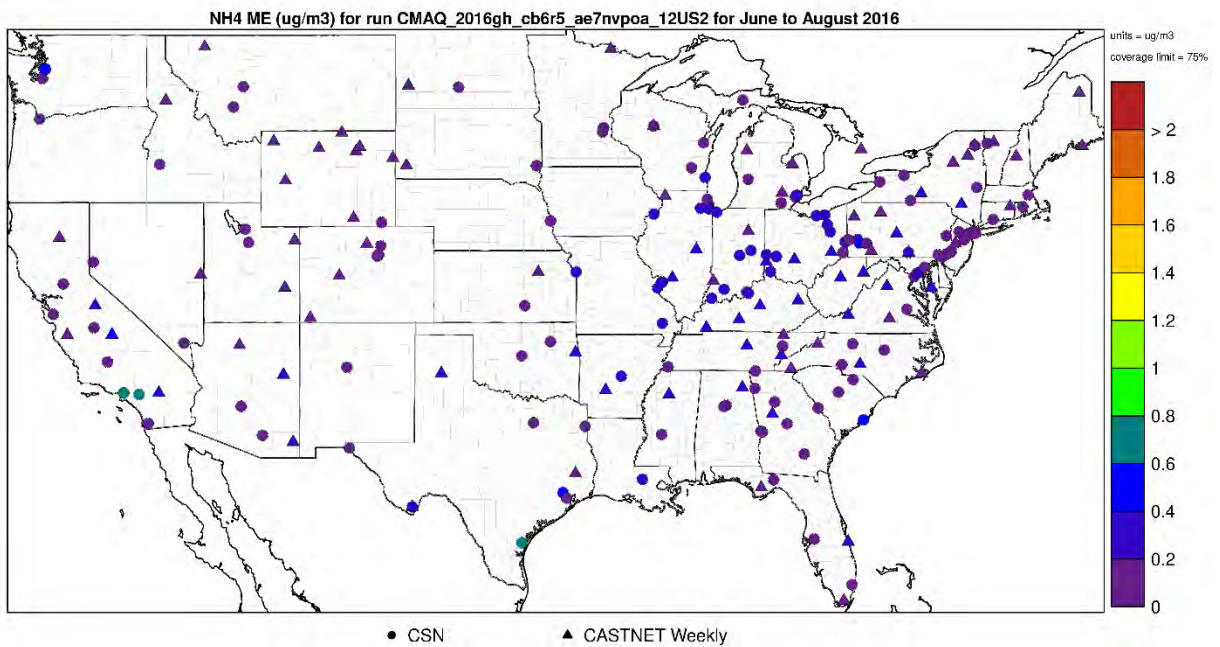 NH4 ME (ug/m3) for run CMAQ_2016gh_cb6r5_ae7nvpoa_12US2 for June to August 2016
units = ug/m3
coverage limit = 75%
> 2
1.8
1.6
1.4
1.2
1
0.8
0.6
0.4
0.2
0
CSN
CASTNET Weekly